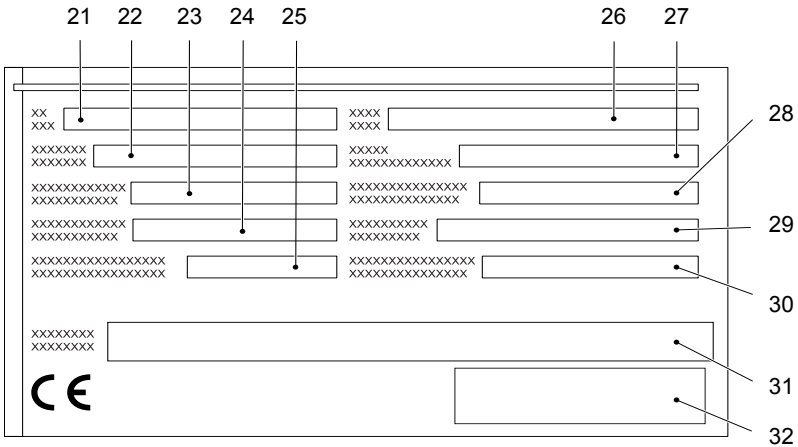 21 22 23 24 25 26 27
XX
XXX
XXXX
XXXX
28
XXXXXXX
XXXXXXX
XXXXX
XXXXXXXXXXXXX
XXXXXXXXXXXX
XXXXXXXXXXX
XXXXXXXXXXXXXXX
XXXXXXXXXXXXXX
29
XXXXXXXXXXXX
XXXXXXXXXXX
XXXXXXXXXX
XXXXXXXXX
XXXXXXXXXXXXXXXXX
XXXXXXXXXXXXXXXXX
XXXXXXXXXXXXXXXX
XXXXXXXXXXXXXXX
30
XXXXXXXX
XXXXXXXX
31
CE
32